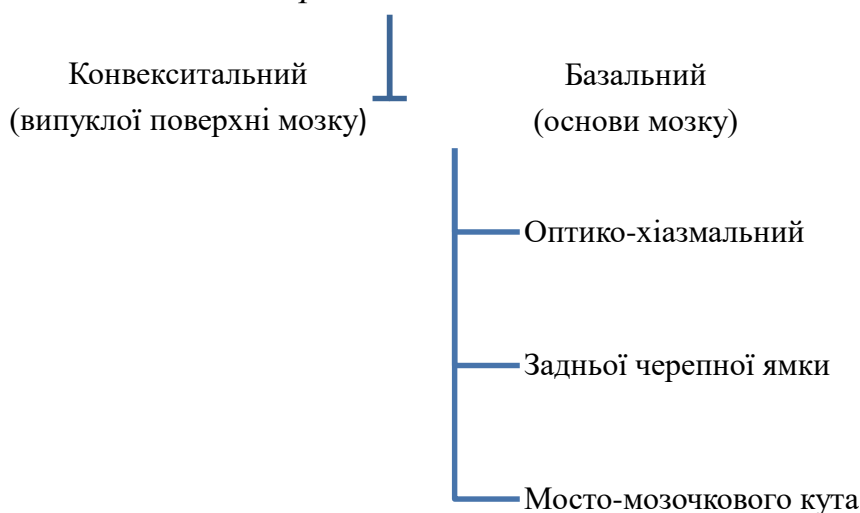 Конвекситальний
(випуклої поверхні мозку)
Базальний
(основи мозку)
Оптико-хіазмальний
Задньої черепної ямки
Мосто-мозочкового кута